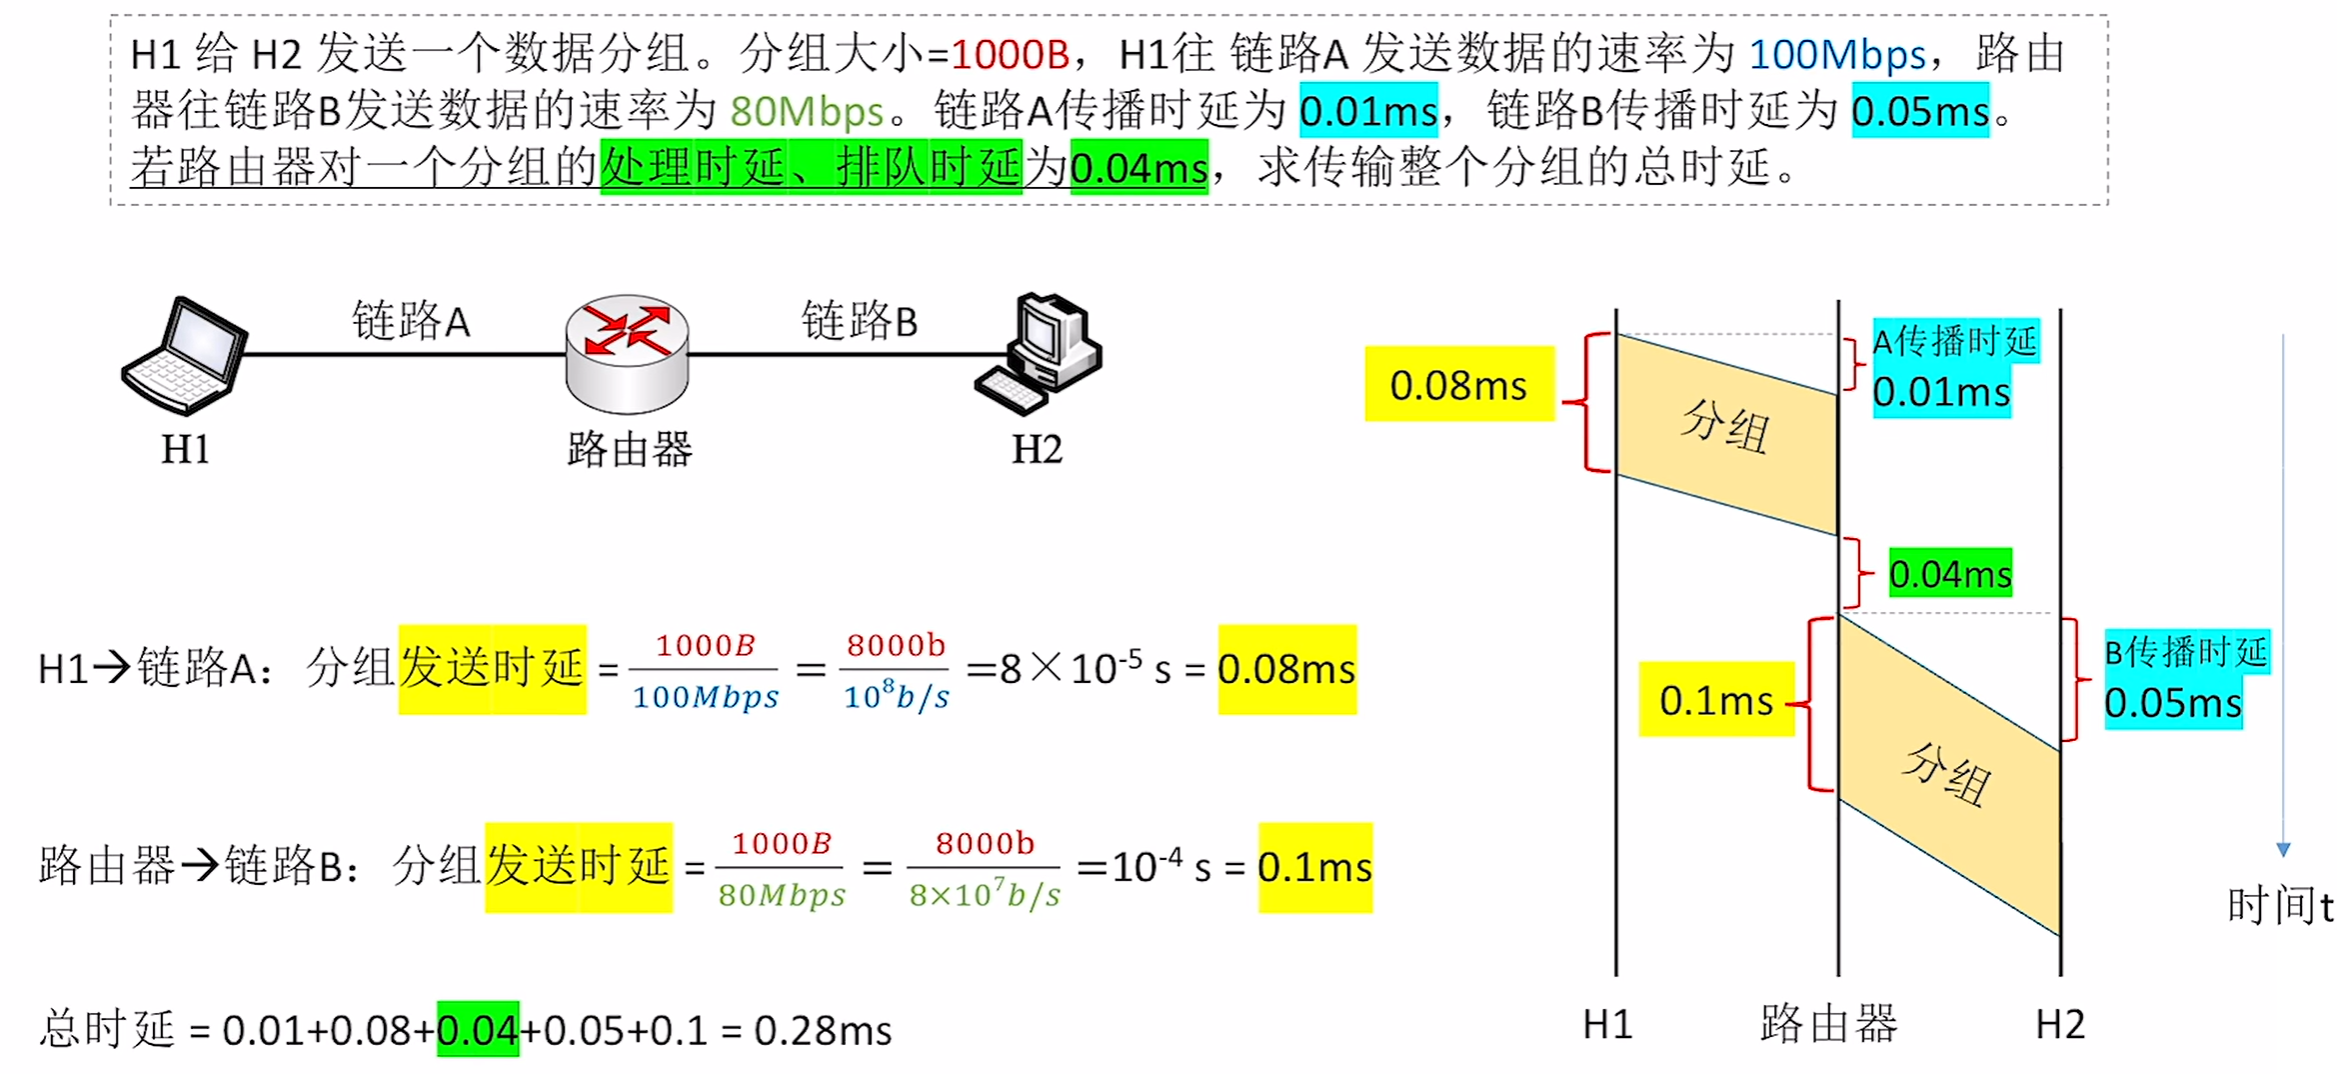 H1 给 H2 发送一个数据分组。分组大小=1000B，H1往 链路A 发送数据的速率为 100Mbps，路由
器往链路B发送数据的速率为 80Mbps。链路A传播时延为 0.01ms，链路B传播时延为 0.05ms。
若路由器对一个分组的处理时延、排队时延为0.04ms，求传输整个分组的总时延。
链路A
链路B
H1
路由器
H2
H1→链路A：分组发送时延 = 1000B/100Mbps = 8000b/10⁸b/s =8×10⁻⁵ s = 0.08ms
路由器→链路B：分组发送时延 = 1000B/80Mbps = 8000b/8×10⁷b/s =10⁻⁴ s = 0.1ms
总时延 = 0.01+0.08+0.04+0.05+0.1 = 0.28ms
0.08ms
A传播时延
0.01ms
分组
0.04ms
0.1ms
B传播时延
0.05ms
分组
时间t
H1
路由器
H2